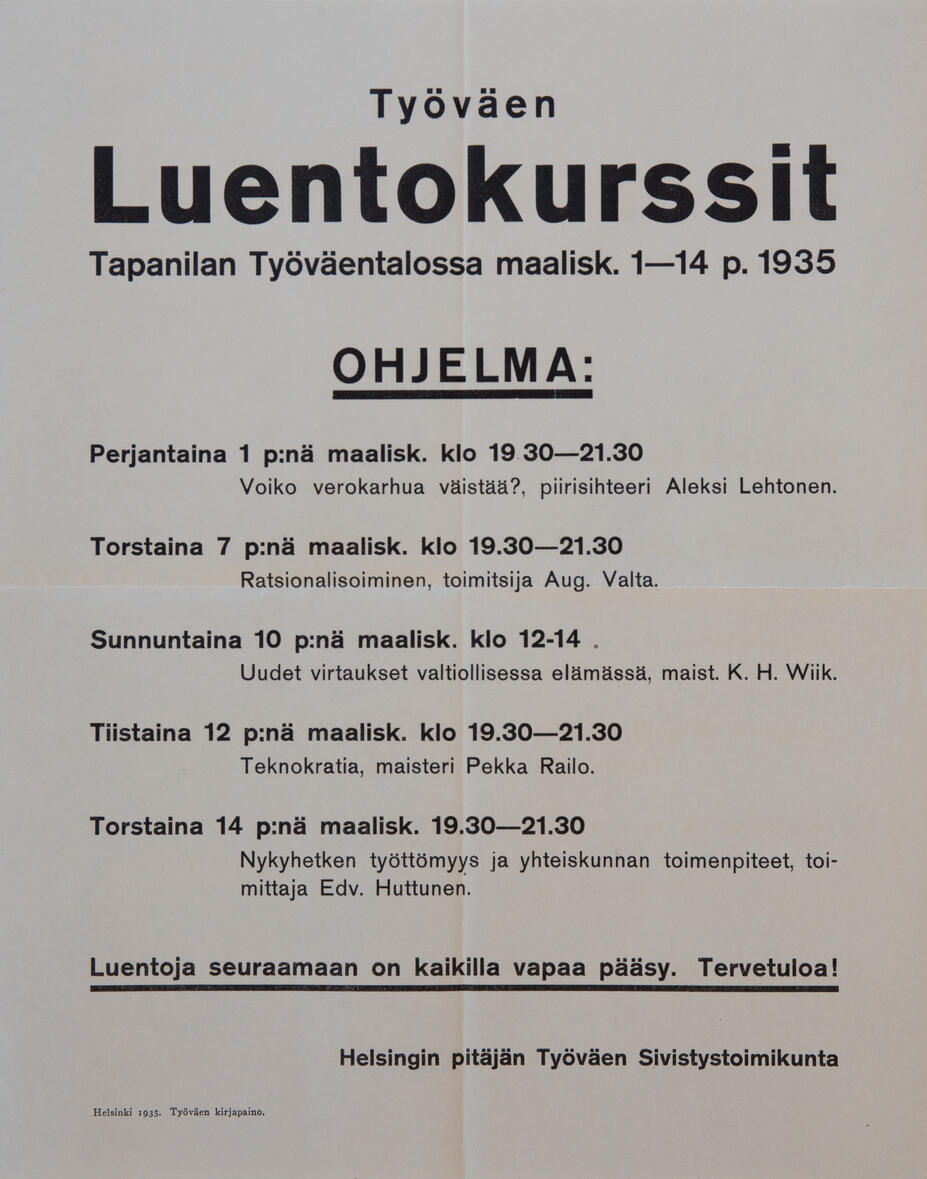 Työväen
Luentokurssit
Tapanilan Työväentalossa maalisk. 1—14 p. 1935
OHJELMA:
Perjantaina 1 p:nä maalisk. klo 19 30—21.30
Voiko verokarhua väistää?, piirisihteeri Aleksi Lehtonen.
Torstaina 7 p:nä maalisk. klo 19.30—21.30
Ratsionalisoiminen, toimitsija Aug. Valta.
Sunnuntaina 10 p:nä maalisk. klo 12-14 .
Uudet virtaukset valtiollisessa elämässä, maist. K. H. Wiik.
Tiistaina 12 p:nä maalisk. klo 19.30—21.30
Teknokratia, maisteri Pekka Railo.
Torstaina 14 p:nä maalisk. 19.30—21.30
Nykyhetken työttömyys ja yhteiskunnan toimenpiteet, toi-
mittaja Edv. Huttunen.
Luentoja seuraamaan on kaikilla vapaa pääsy. Tervetuloa!
Helsingin pitäjän Työväen Sivistystoimikunta
Helsinki 1935. Työväen kirjapaino.